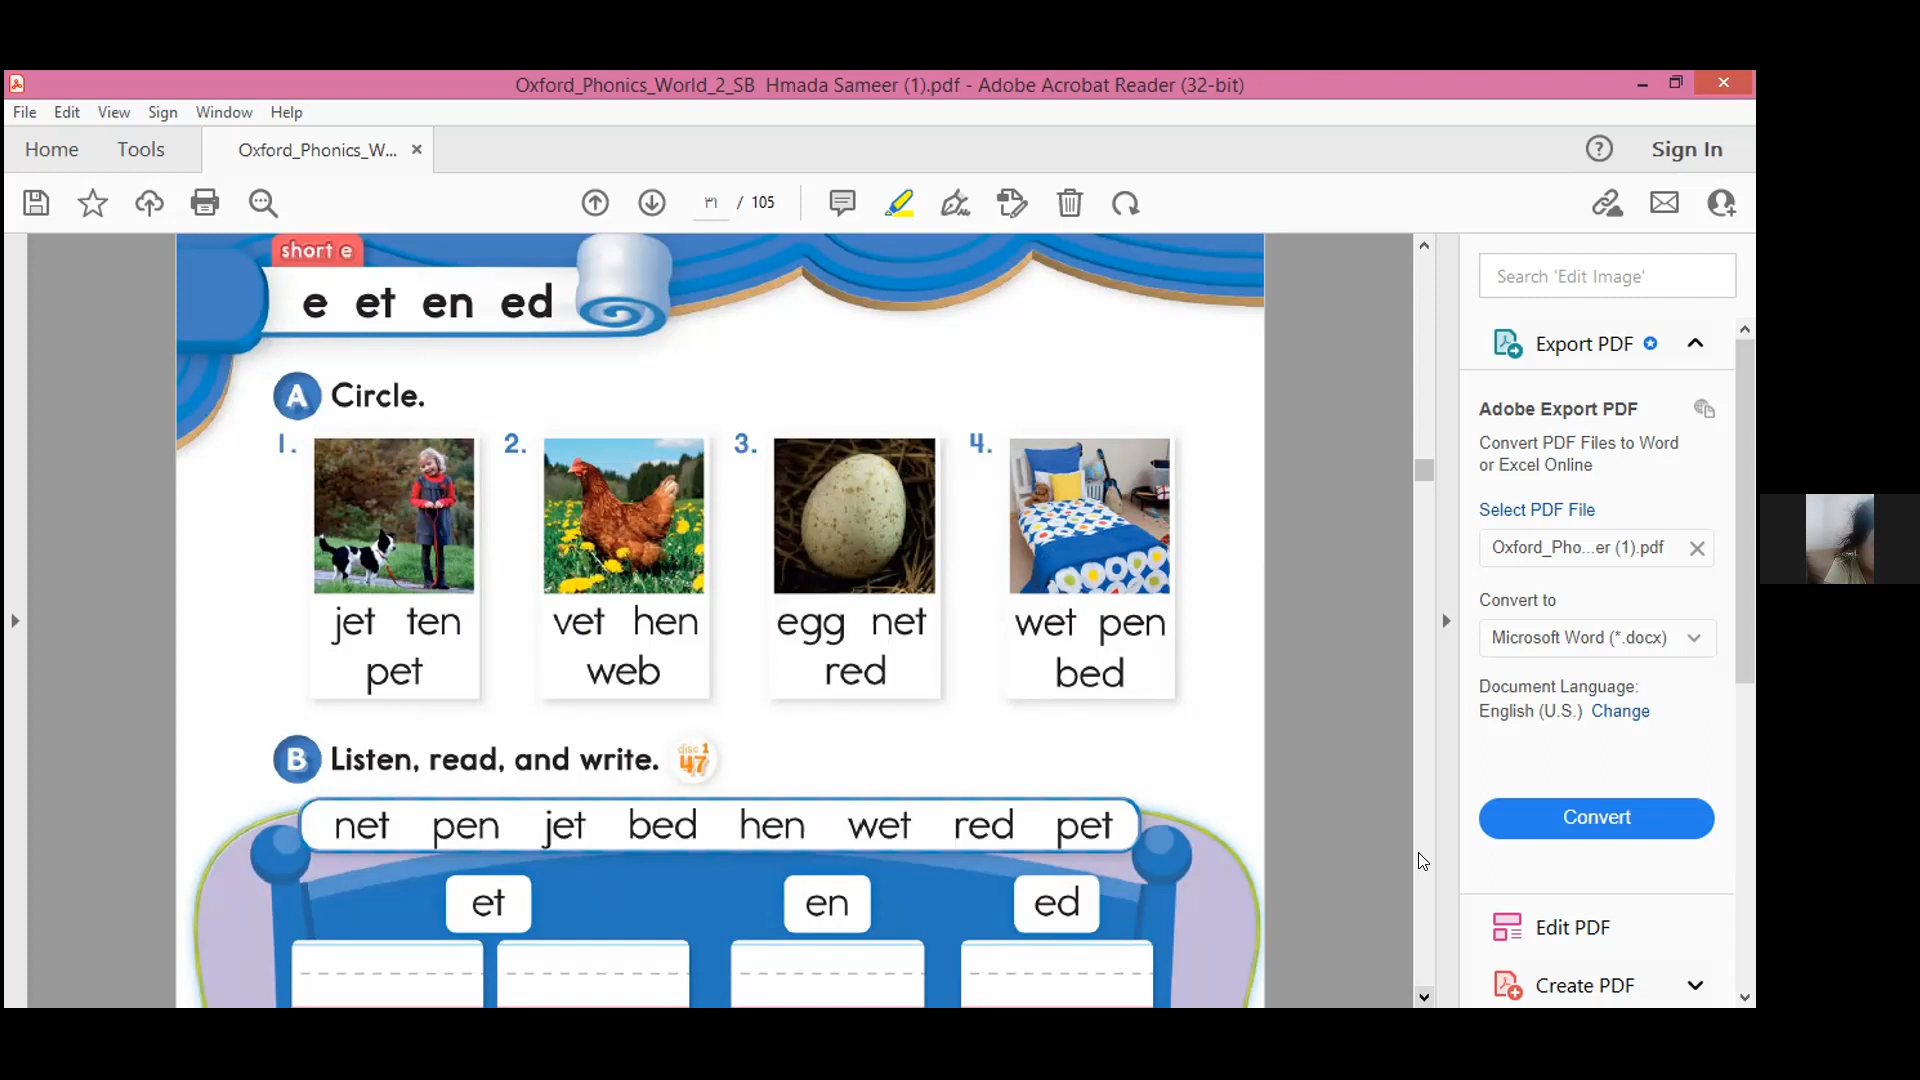 Oxford_Phonics_World_2_SB Hmada Sameer (1).pdf - Adobe Acrobat Reader (32-bit)
File Edit View Sign Window Help
Home Tools Oxford_Phonics_W... × Sign In
٣١ / 105
short e
e et en ed
A Circle.
1. 2. 3. 4.
jet ten
pet
vet hen
web
egg net
red
wet pen
bed
B Listen, read, and write. disc 1 47
net pen jet bed hen wet red pet
et en ed
Search 'Edit Image'
Export PDF
Adobe Export PDF
Convert PDF Files to Word
or Excel Online
Select PDF File
Oxford_Pho...er (1).pdf
Convert to
Microsoft Word (*.docx)
Document Language:
English (U.S.) Change
Convert
Edit PDF
Create PDF